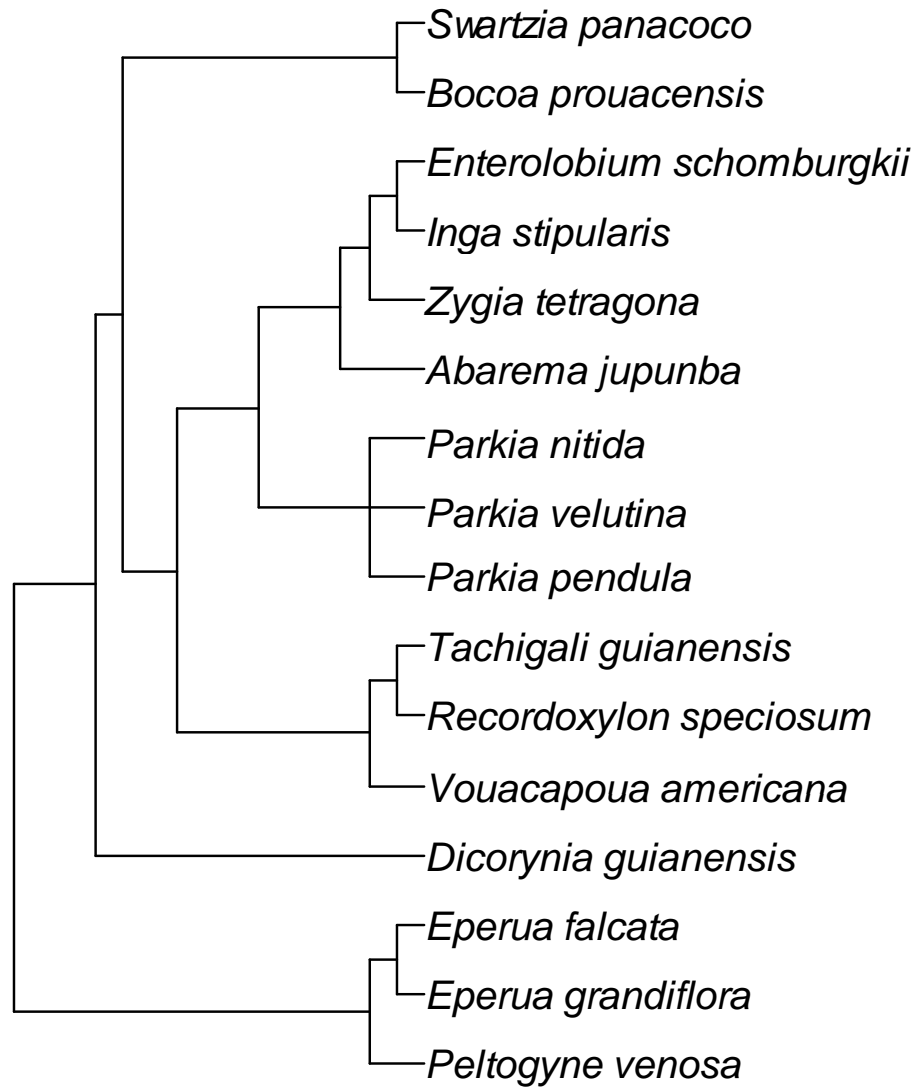 Swartzia panacoco
Bocoa prouacensis
Enterolobium schomburgkii
Inga stipularis
Zygia tetragona
Abarema jupunba
Parkia nitida
Parkia velutina
Parkia pendula
Tachigali guianensis
Recordoxylon speciosum
Vouacapoua americana
Dicorynia guianensis
Eperua falcata
Eperua grandiflora
Peltogyne venosa